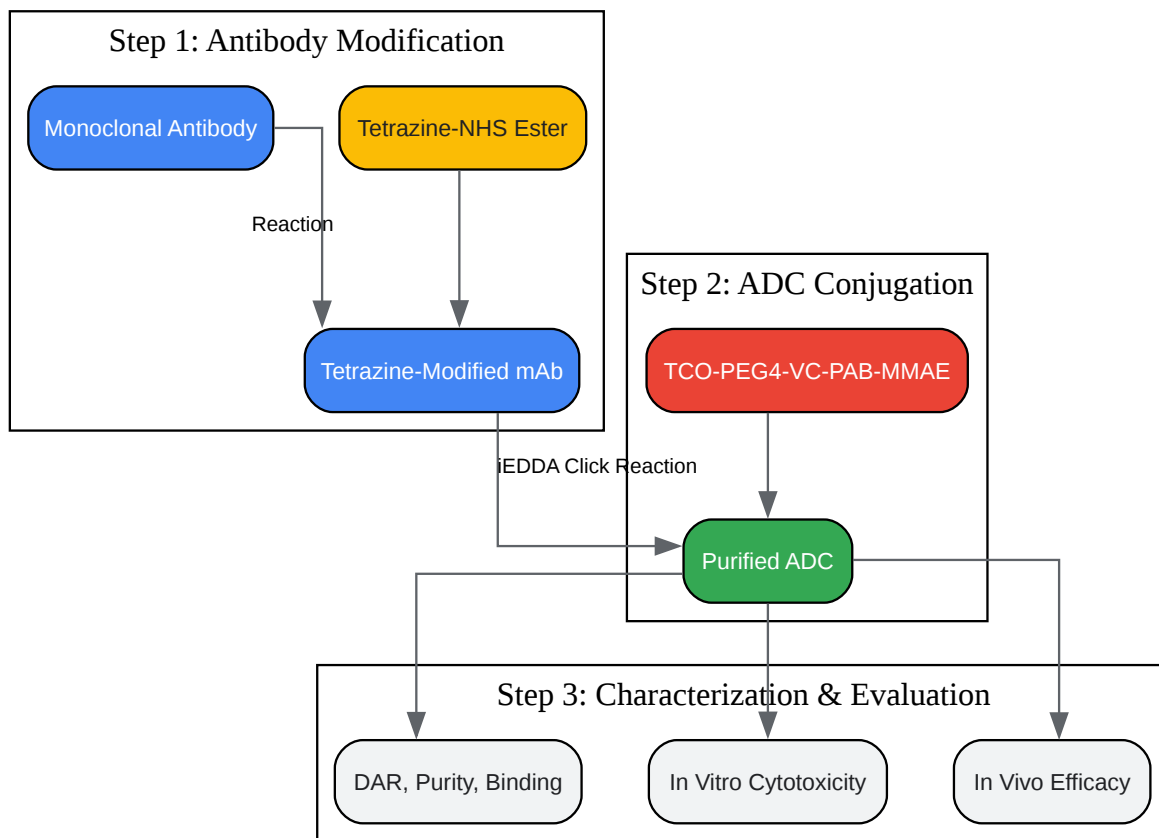 Step 1: Antibody Modification
Monoclonal Antibody
Tetrazine-NHS Ester
Reaction
Step 2: ADC Conjugation
Tetrazine-Modified mAb
TCO-PEG4-VC-PAB-MMAE
iEDDA Click Reaction
Purified ADC
Step 3: Characterization & Evaluation
DAR, Purity, Binding
In Vitro Cytotoxicity
In Vivo Efficacy